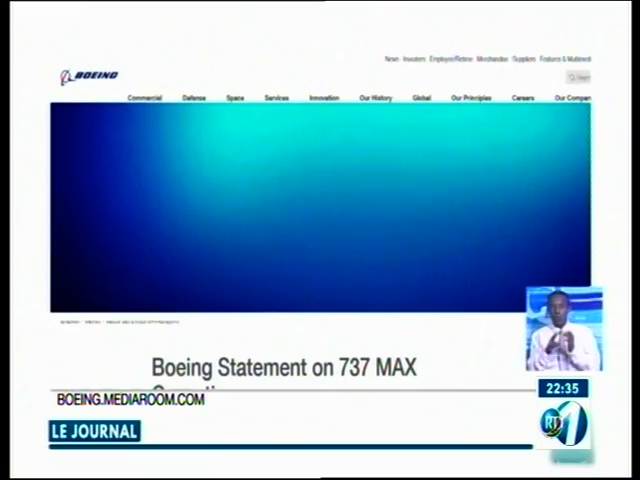 News Investors Employee/Retiree Merchandise Suppliers Features & Multimedi
BOEING
Commercial Defense Space Services Innovation Our History Global Our Principles Careers Our Compan
Boeing Statement on 737 MAX
BOEING.MEDIAROOM.COM
22:35
LE JOURNAL
RTI
1